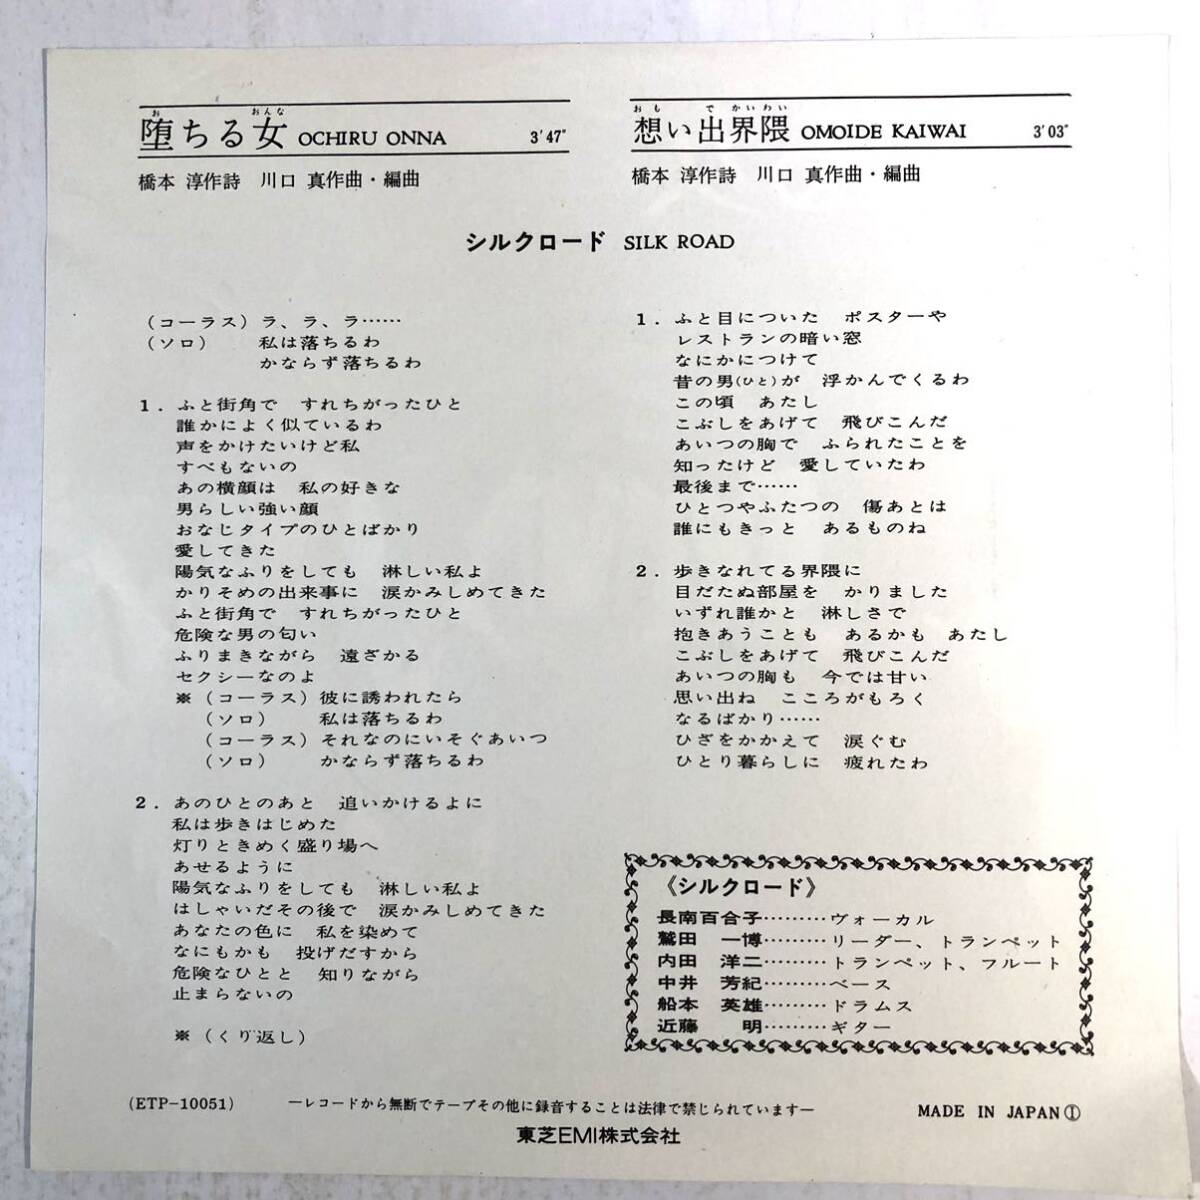 堕ちる女 OCHIRU ONNA 3'47"
橋本 淳作詩 川口 真作曲・編曲
想い出界隈 OMOIDE KAIWAI 3'03"
橋本 淳作詩 川口 真作曲・編曲
シルクロード SILK ROAD
(コーラス) ラ、ラ、ラ……
(ソロ) 私は落ちるわ
かならず落ちるわ
1. ふと街角で すれちがったひと
誰かによく似ているわ
声をかけたいけど私
すべもないの
あの横顔は 私の好きな
男らしい強い顔
おなじタイプのひとばかり
愛してきた
陽気なふりをしても 淋しい私よ
かりそめの出来事に 涙かみしめてきた
ふと街角で すれちがったひと
危険な男の匂い
ふりまきながら 遠ざかる
セクシーなのよ
※(コーラス) 彼に誘われたら
(ソロ) 私は落ちるわ
(コーラス) それなのにいそぐあいつ
(ソロ) かならず落ちるわ
2. あのひとのあと 追いかけるよに
私は歩きはじめた
灯りときめく盛り場へ
あせるように
陽気なふりをしても 淋しい私よ
はしゃいだその後で 涙かみしめてきた
あなたの色に 私を染めて
なにもかも 投げだすから
危険なひとと 知りながら
止まらないの
※(くり返し)
1. ふと目についた ポスターや
レストランの暗い窓
なにかにつけて
昔の男(ひと)が 浮かんでくるわ
この頃 あたし
こぶしをあげて 飛びこんだ
あいつの胸で ふられたことを
知ったけど 愛していたわ
最後まで……
ひとつやふたつの 傷あとは
誰にもきっと あるものね
2. 歩きなれてる界隈に
目だたぬ部屋を かりました
いずれ誰かと 淋しさで
抱きあうことも あるかも あたし
こぶしをあげて 飛びこんだ
あいつの胸も 今では甘い
思い出ね こころがもろく
なるばかり……
ひざをかかえて 涙ぐむ
ひとり暮らしに 疲れたわ
《シルクロード》
長南百合子………ヴォーカル
鷲田 一博………リーダー、トランペット
内田 洋二………トランペット、フルート
中井 芳紀………ベース
船本 英雄………ドラムス
近藤 明………ギター
(ETP-10051) —レコードから無断でテープその他に録音することは法律で禁じられています— MADE IN JAPAN Ⓘ
東芝EMI株式会社